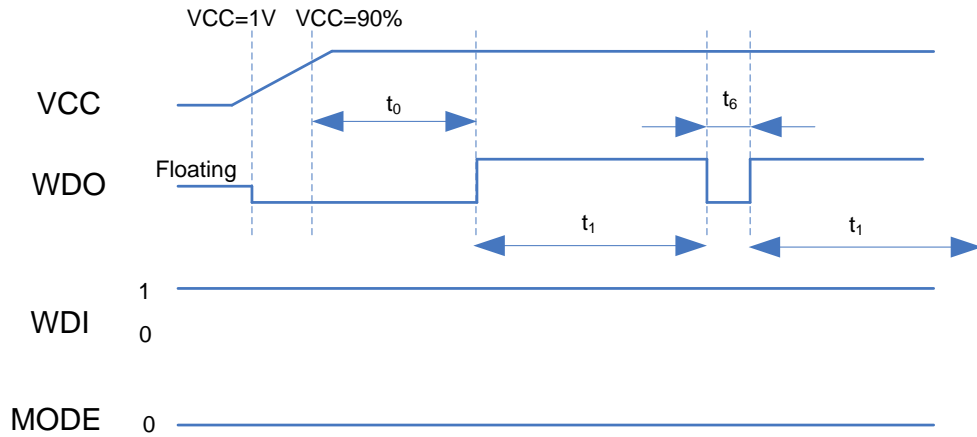 VCC=1V VCC=90%
VCC
t0
t6
Floating
WDO
t1
t1
1
WDI
0
MODE
0